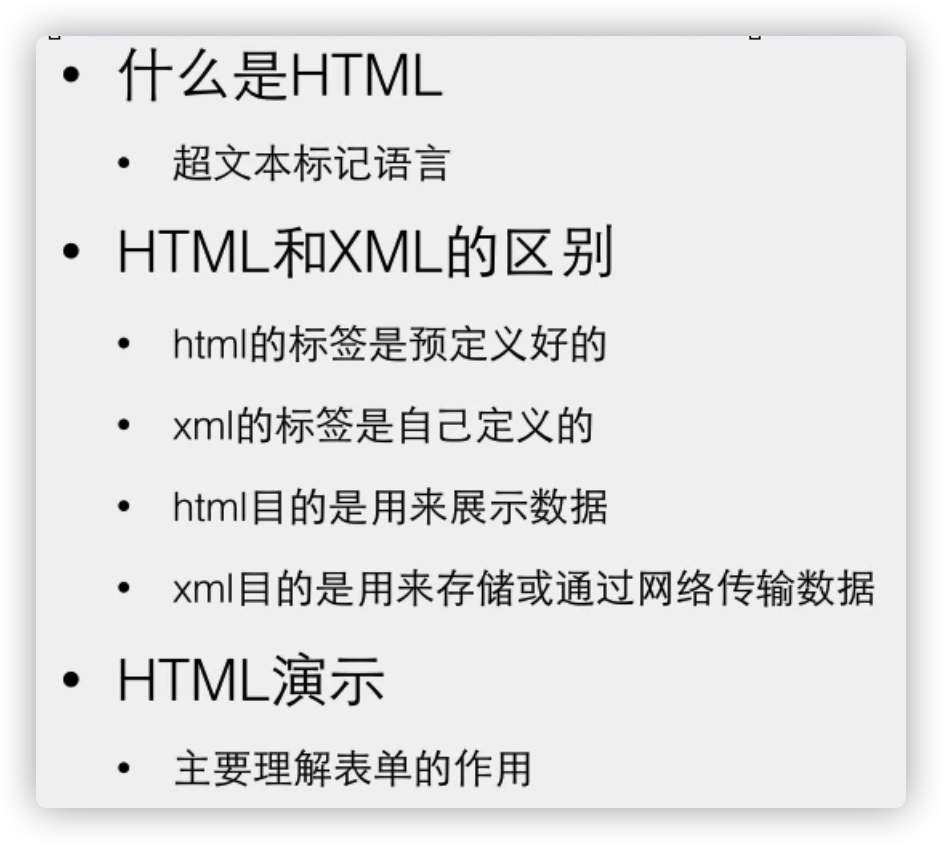 • 什么是HTML
• 超文本标记语言
• HTML和XML的区别
• html的标签是预定义好的
• xml的标签是自己定义的
• html目的是用来展示数据
• xml目的是用来存储或通过网络传输数据
• HTML演示
• 主要理解表单的作用